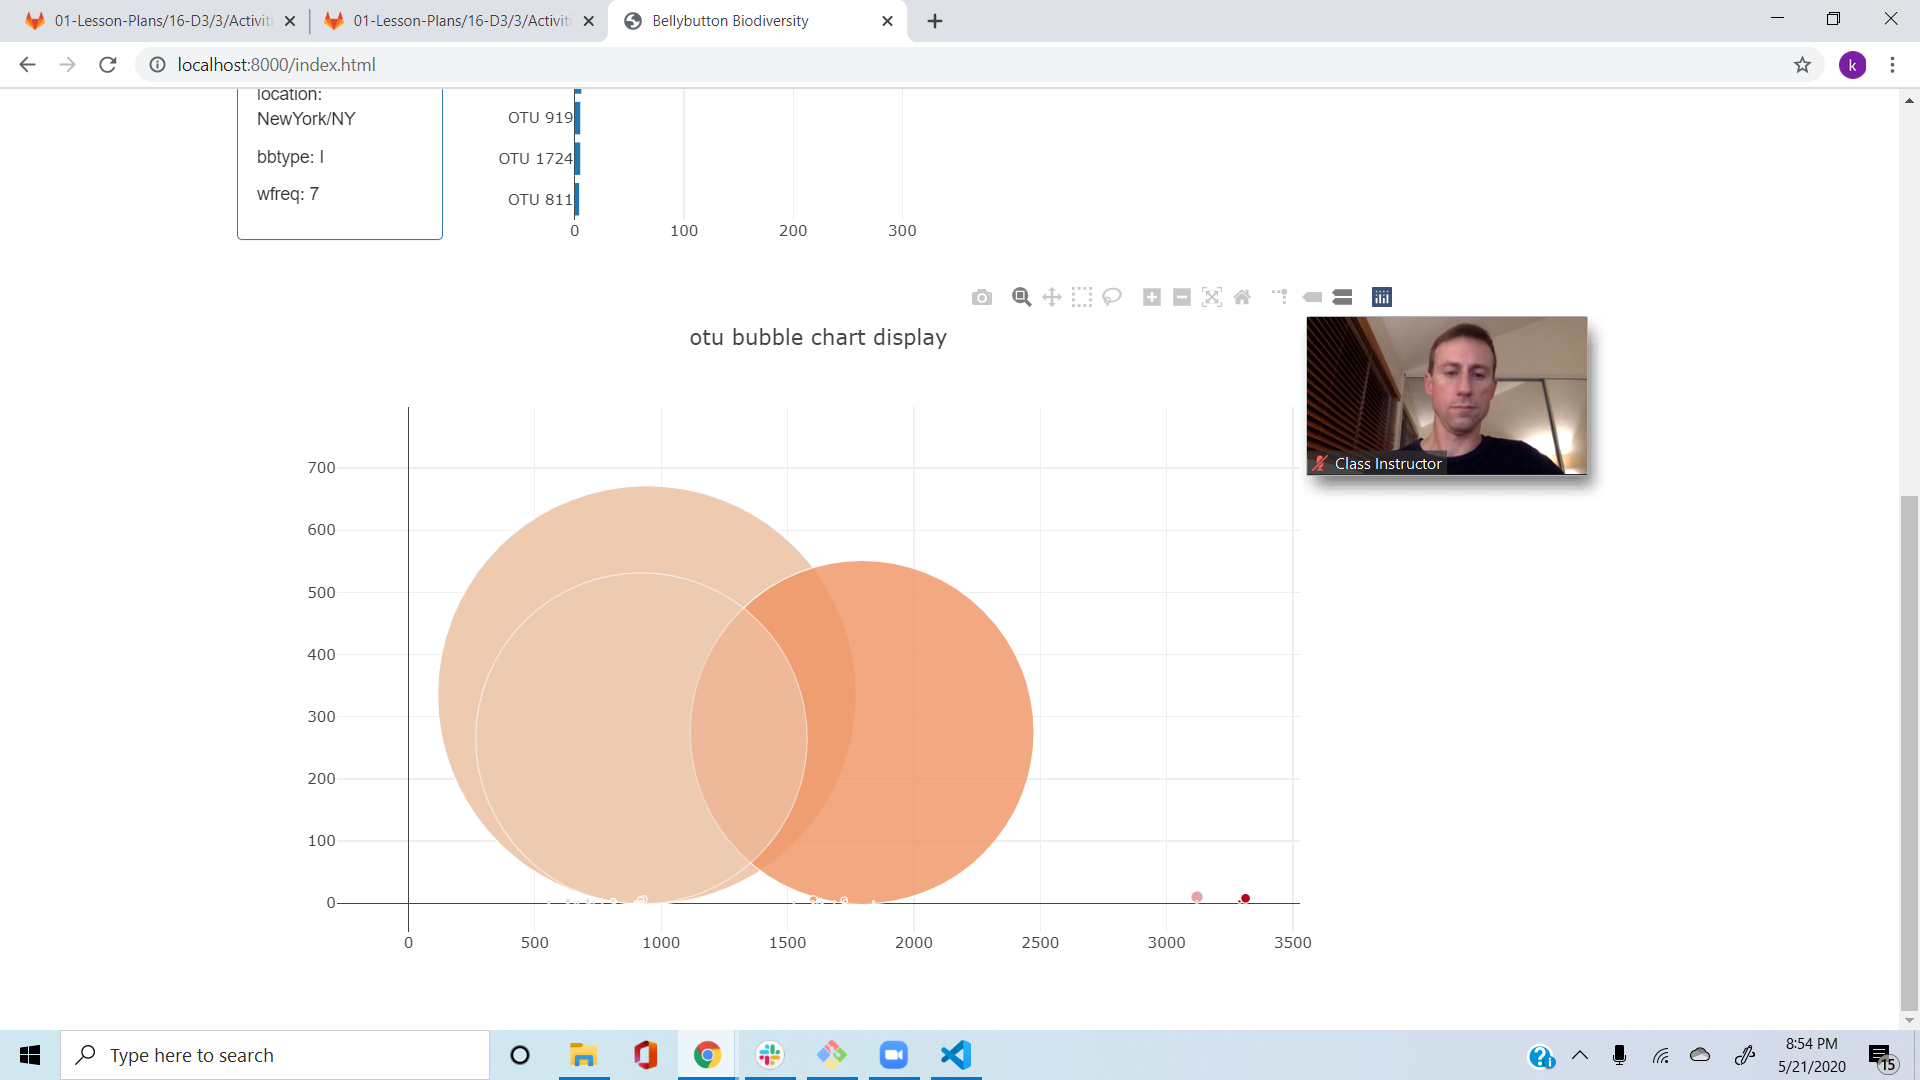 01-Lesson-Plans/16-D3/3/Activiti
01-Lesson-Plans/16-D3/3/Activiti
Bellybutton Biodiversity
localhost:8000/index.html
k
location:
NewYork/NY
bbtype: I
wfreq: 7
OTU 919
OTU 1724
OTU 811
0 100 200 300
otu bubble chart display
Class Instructor
700
600
500
400
300
200
100
0
0 500 1000 1500 2000 2500 3000 3500
Type here to search
8:54 PM
5/21/2020
15